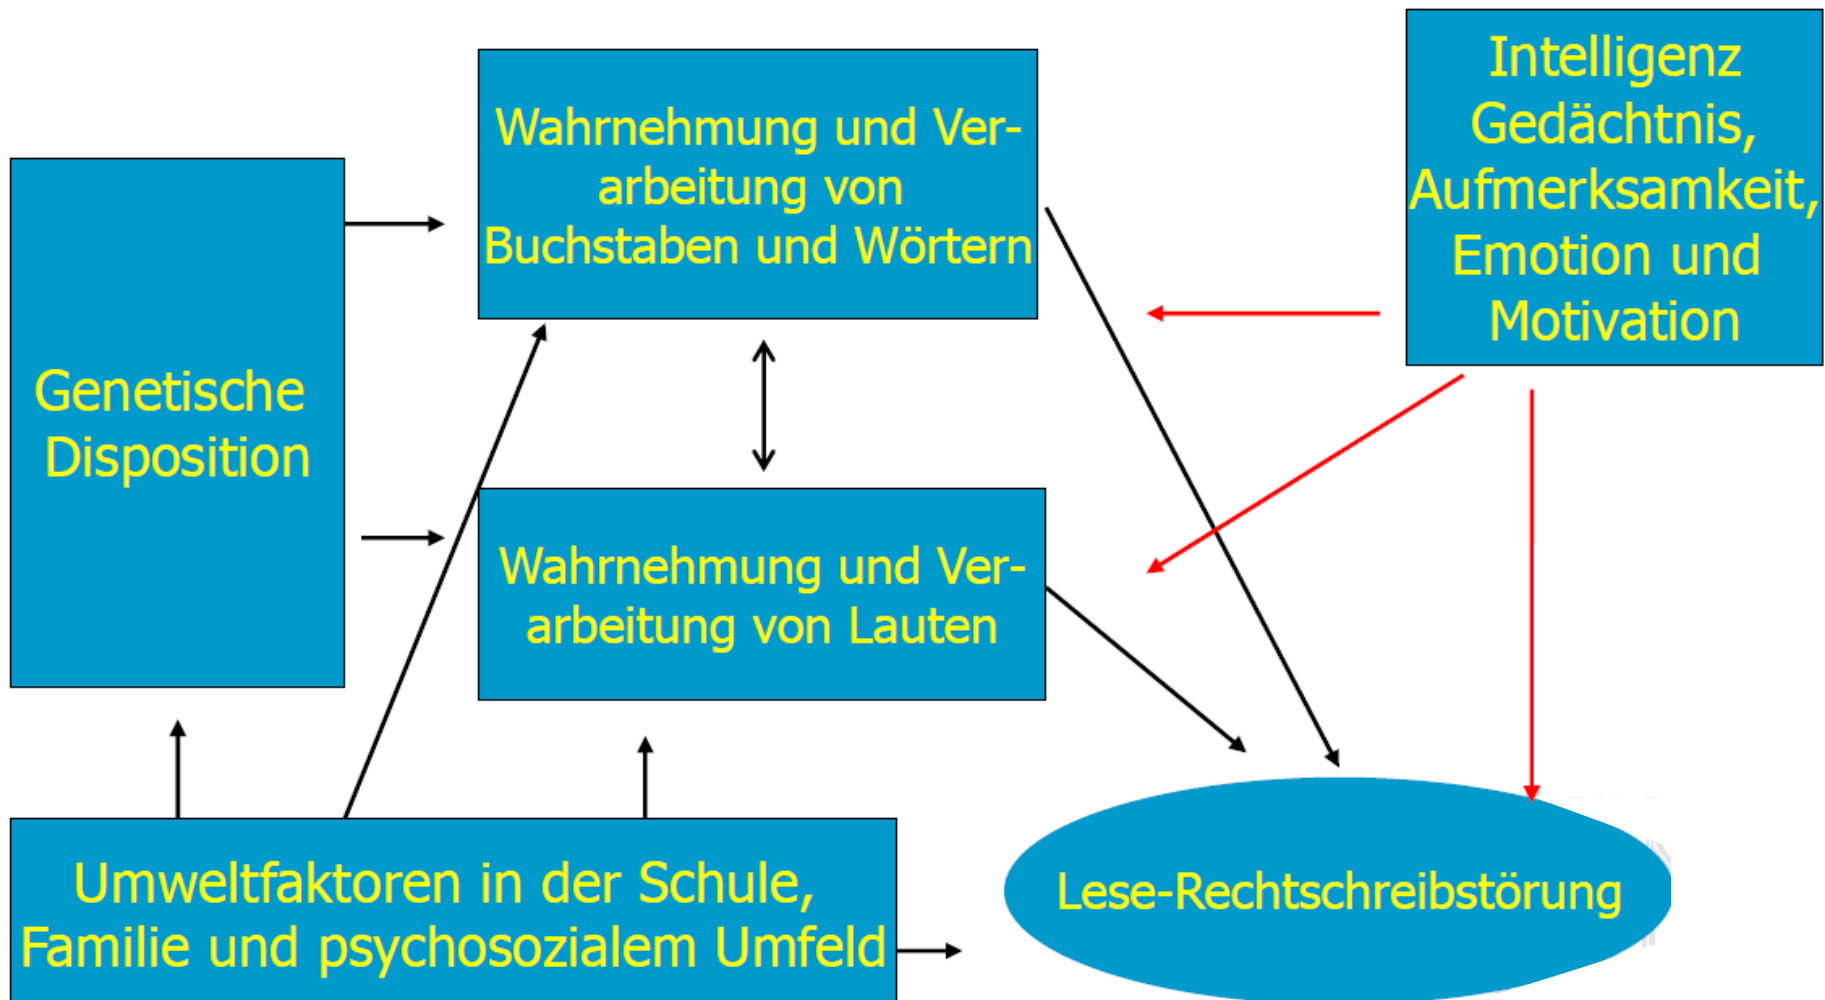 Wahrnehmung und Ver-
arbeitung von
Buchstaben und Wörtern
Intelligenz
Gedächtnis,
Aufmerksamkeit,
Emotion und
Motivation
Genetische
Disposition
Wahrnehmung und Ver-
arbeitung von Lauten
Umweltfaktoren in der Schule,
Familie und psychosozialem Umfeld
Lese-Rechtschreibstörung